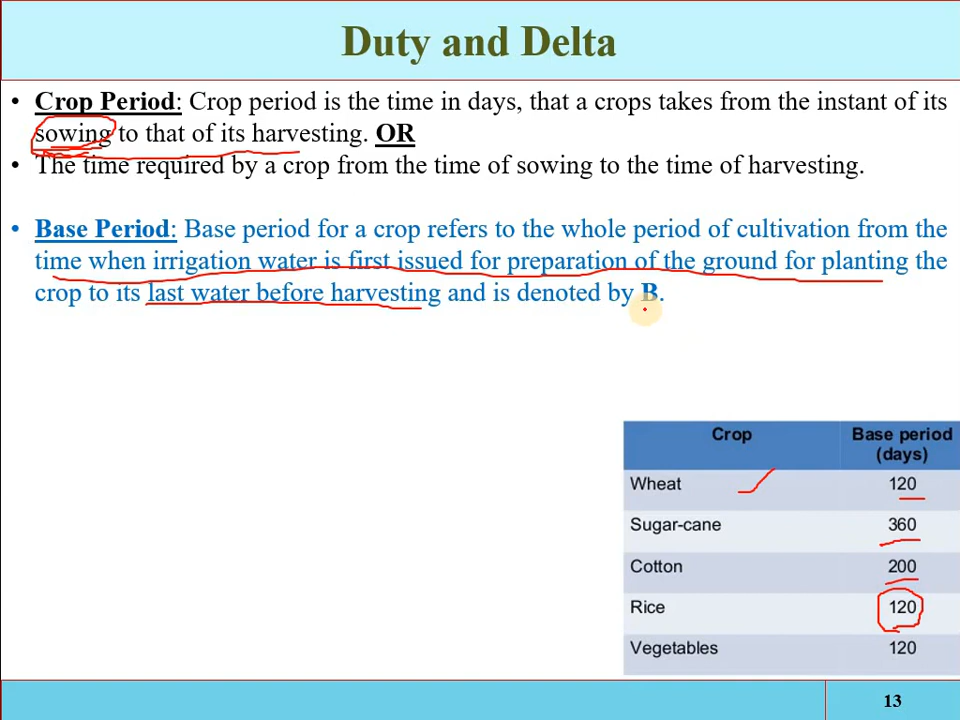 Duty and Delta
• Crop Period: Crop period is the time in days, that a crops takes from the instant of its
sowing to that of its harvesting. OR
• The time required by a crop from the time of sowing to the time of harvesting.
• Base Period: Base period for a crop refers to the whole period of cultivation from the
time when irrigation water is first issued for preparation of the ground for planting the
crop to its last water before harvesting and is denoted by B.
Crop Base period
(days)
Wheat 120
Sugar-cane 360
Cotton 200
Rice 120
Vegetables 120
13